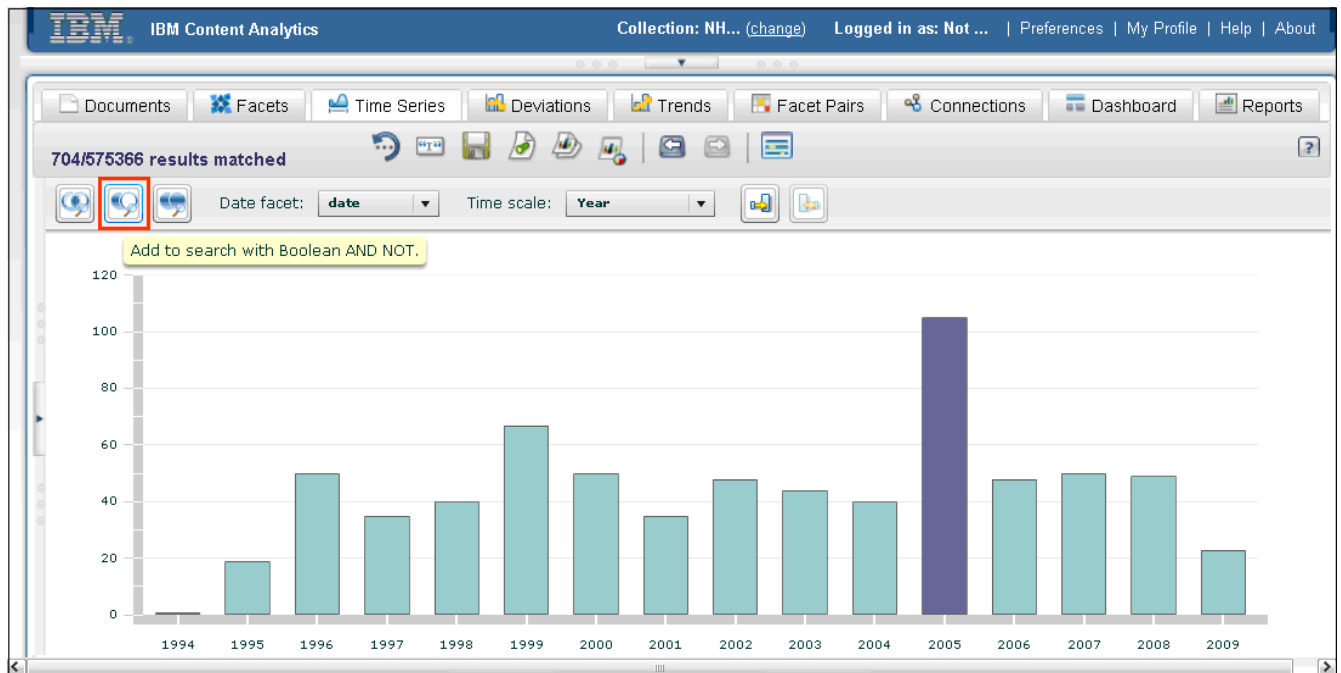 IBM® IBM Content Analytics Collection: NH... (change) Logged in as: Not ... | Preferences | My Profile | Help | About
Documents Facets Time Series Deviations Trends Facet Pairs Connections Dashboard Reports
704/575366 results matched "T" ?
Date facet: date Time scale: Year
Add to search with Boolean AND NOT.
120
100
80
60
40
20
0
1994 1995 1996 1997 1998 1999 2000 2001 2002 2003 2004 2005 2006 2007 2008 2009